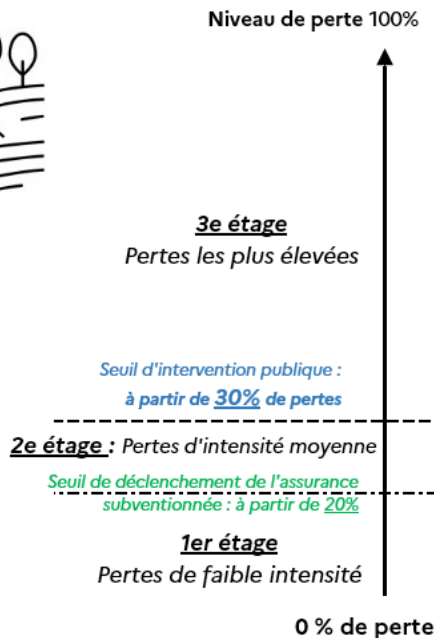 Niveau de perte 100%
3e étage
Pertes les plus élevées
Seuil d'intervention publique :
à partir de 30% de pertes
2e étage : Pertes d'intensité moyenne
Seuil de déclenchement de l'assurance
subventionnée : à partir de 20%
1er étage
Pertes de faible intensité
0 % de perte